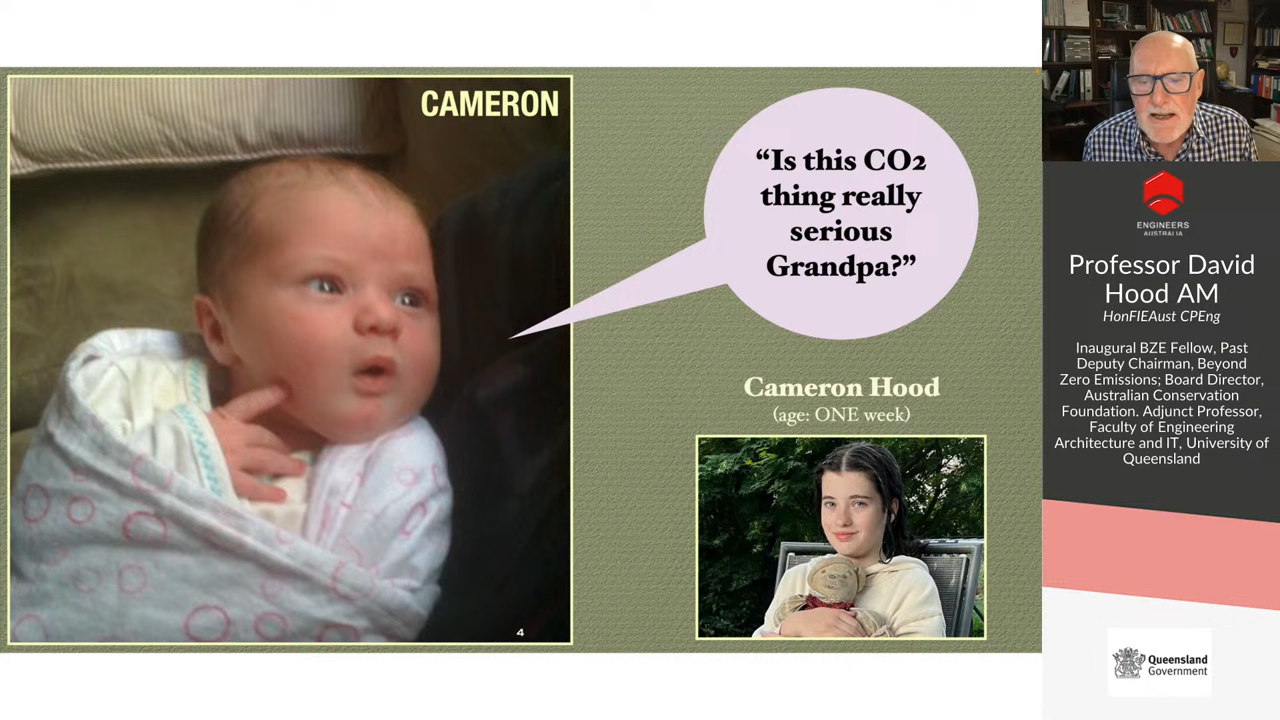 CAMERON
“Is this CO2
thing really
serious
Grandpa?”
Cameron Hood
(age: ONE week)
4
ENGINEERS
AUSTRALIA
Professor David
Hood AM
HonFIEAust CPEng
Inaugural BZE Fellow, Past
Deputy Chairman, Beyond
Zero Emissions; Board Director,
Australian Conservation
Foundation. Adjunct Professor,
Faculty of Engineering
Architecture and IT, University of
Queensland
Queensland
Government